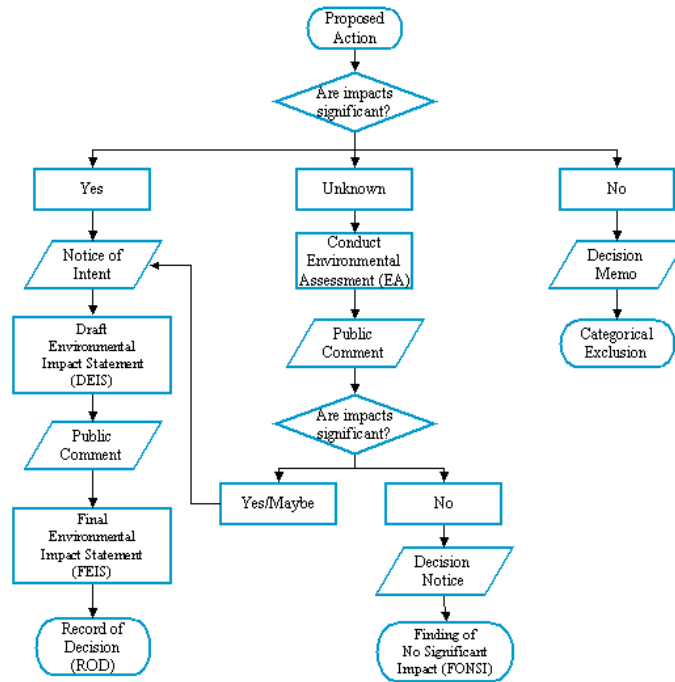 Proposed
Action
Are impacts
significant?
Yes
Unknown
No
Notice of
Intent
Conduct
Environmental
Assessment (EA)
Decision
Memo
Draft
Environmental
Impact Statement
(DEIS)
Public
Comment
Categorical
Exclusion
Public
Comment
Are impacts
significant?
Final
Environmental
Impact Statement
(FEIS)
Yes/Maybe
No
Decision
Notice
Record of
Decision
(ROD)
Finding of
No Significant
Impact (FONSI)